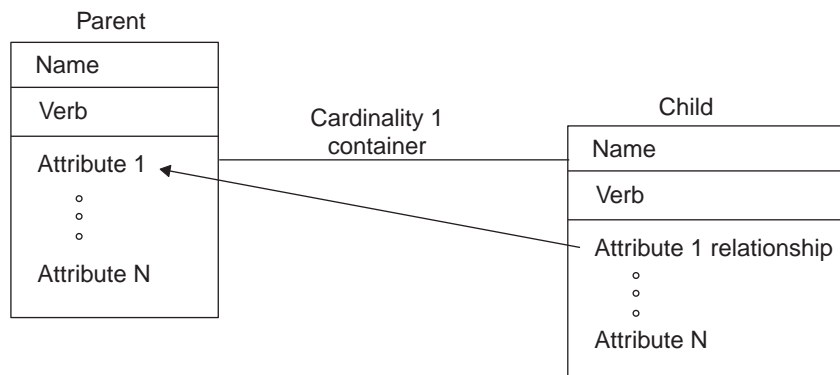 Parent
Name
Verb
Attribute 1
Attribute N
Cardinality 1
container
Child
Name
Verb
Attribute 1 relationship
Attribute N